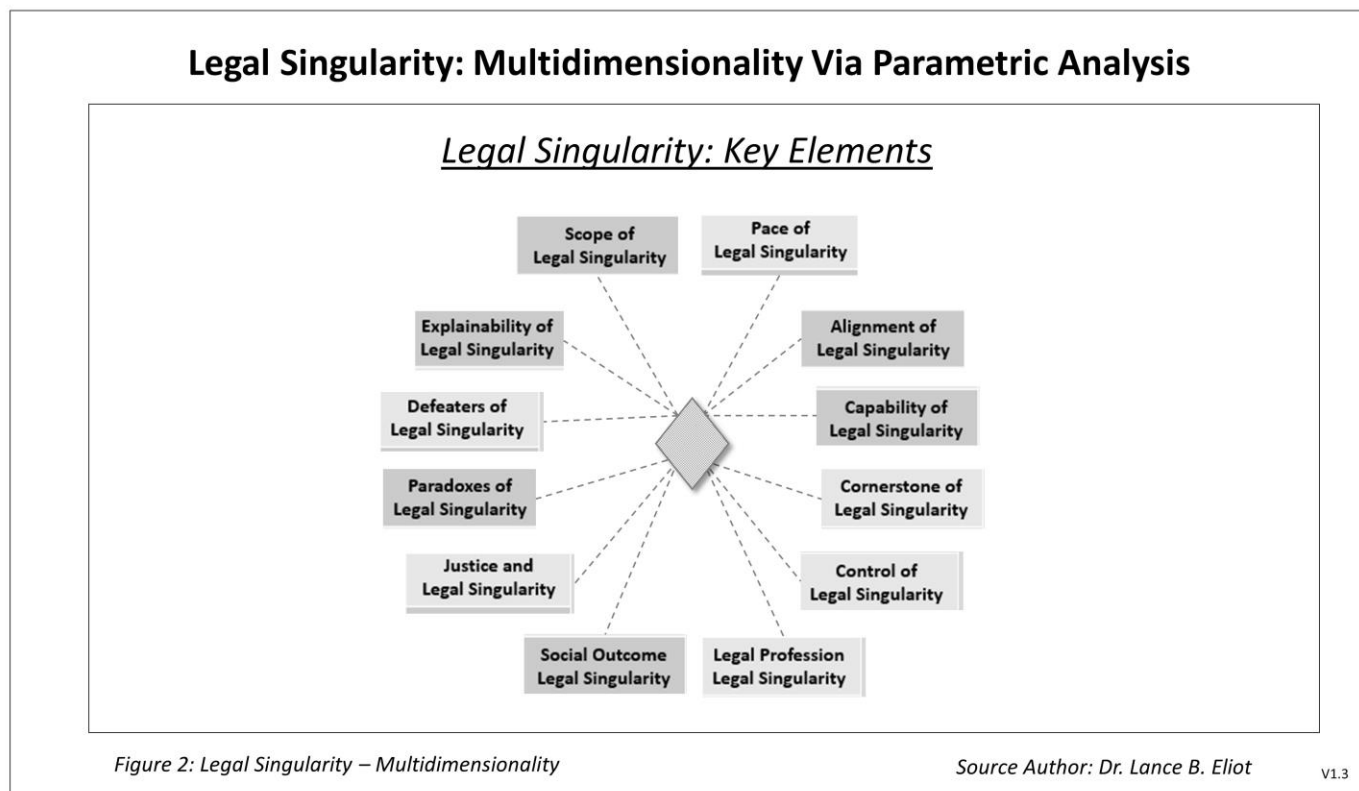 Legal Singularity: Multidimensionality Via Parametric Analysis
Legal Singularity: Key Elements
Scope of
Legal Singularity
Pace of
Legal Singularity
Explainability of
Legal Singularity
Alignment of
Legal Singularity
Defeaters of
Legal Singularity
Capability of
Legal Singularity
Paradoxes of
Legal Singularity
Cornerstone of
Legal Singularity
Justice and
Legal Singularity
Control of
Legal Singularity
Social Outcome
Legal Singularity
Legal Profession
Legal Singularity
Figure 2: Legal Singularity – Multidimensionality
Source Author: Dr. Lance B. Eliot
V1.3